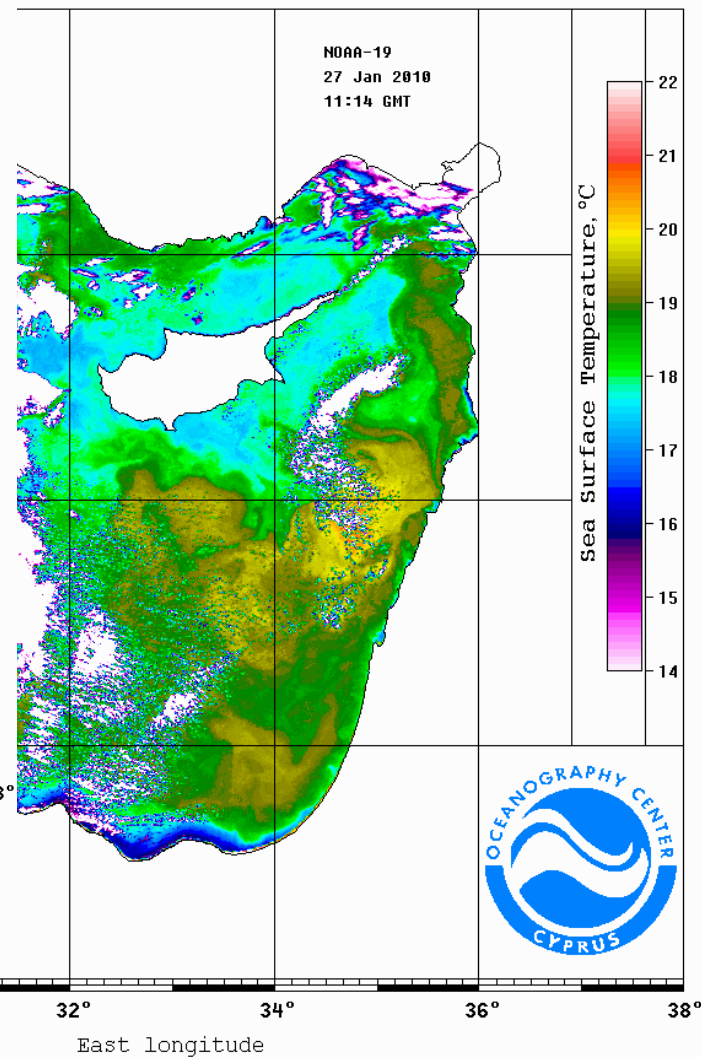 NOAA-19
27 Jan 2010
11:14 GMT
22
21
20
19
18
17
16
15
14
Sea Surface Temperature, °C
OCEANOGRAPHY CENTER
CYPRUS
32°
34°
36°
38°
East longitude